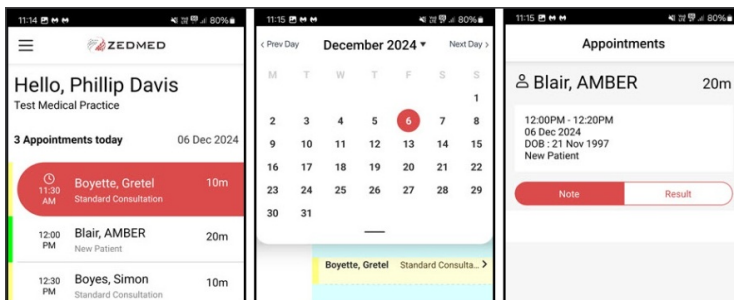 11:14 80%
ZEDMED
Hello, Phillip Davis
Test Medical Practice
3 Appointments today 06 Dec 2024
11:30 AM Boyette, Gretel 10m
Standard Consultation
12:00 PM Blair, AMBER 20m
New Patient
12:30 PM Boyes, Simon 10m
Standard Consultation
11:15 80%
‹ Prev Day December 2024 ▾ Next Day ›
M T W T F S S
1
2 3 4 5 6 7 8
9 10 11 12 13 14 15
16 17 18 19 20 21 22
23 24 25 26 27 28 29
30 31
Boyette, Gretel Standard Consulta... >
11:15 80%
Appointments
Blair, AMBER 20m
12:00PM - 12:20PM
06 Dec 2024
DOB : 21 Nov 1997
New Patient
Note Result